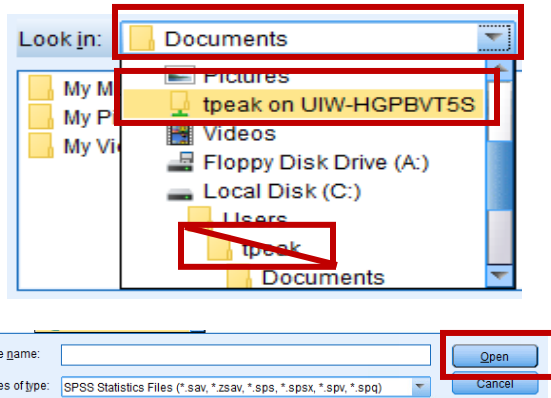 Look in: Documents
Pictures
My M
tpeak on UIW-HGPBVT5S
My P
Videos
My Vi
Floppy Disk Drive (A:)
Local Disk (C:)
Users
tpeak
Documents
e name:
Open
es of type: SPSS Statistics Files (*.sav, *.zsav, *.sps, *.spsx, *.spv, *.spq)
Cancel